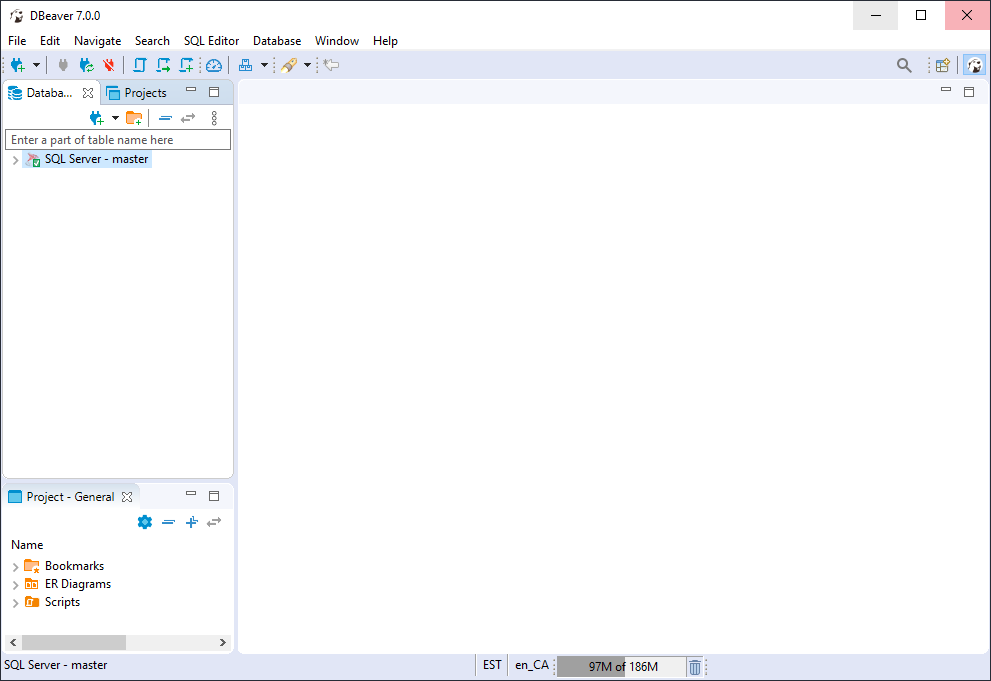 DBeaver 7.0.0
File Edit Navigate Search SQL Editor Database Window Help
Databa... Projects
Enter a part of table name here
SQL Server - master
Project - General
Name
Bookmarks
ER Diagrams
Scripts
SQL Server - master EST en_CA 97M of 186M